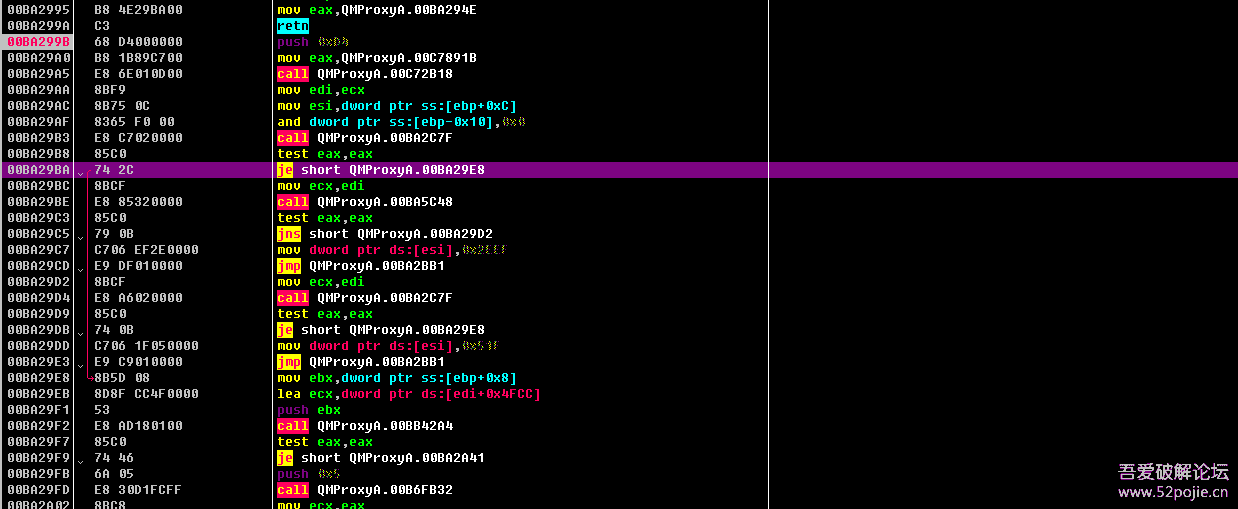 00BA2995 B8 4E29BA00 mov eax,QMProxyA.00BA294E
00BA299A C3 retn
00BA299B 68 D4000000 push 0xD4
00BA29A0 B8 1B89C700 mov eax,QMProxyA.00C7891B
00BA29A5 E8 6E010D00 call QMProxyA.00C72B18
00BA29AA 8BF9 mov edi,ecx
00BA29AC 8B75 0C mov esi,dword ptr ss:[ebp+0xC]
00BA29AF 8365 F0 00 and dword ptr ss:[ebp-0x10],0x0
00BA29B3 E8 C7020000 call QMProxyA.00BA2C7F
00BA29B8 85C0 test eax,eax
00BA29BA 74 2C je short QMProxyA.00BA29E8
00BA29BC 8BCF mov ecx,edi
00BA29BE E8 85320000 call QMProxyA.00BA5C48
00BA29C3 85C0 test eax,eax
00BA29C5 79 0B jns short QMProxyA.00BA29D2
00BA29C7 C706 EF2E0000 mov dword ptr ds:[esi],0x2EEF
00BA29CD E9 DF010000 jmp QMProxyA.00BA2BB1
00BA29D2 8BCF mov ecx,edi
00BA29D4 E8 A6020000 call QMProxyA.00BA2C7F
00BA29D9 85C0 test eax,eax
00BA29DB 74 0B je short QMProxyA.00BA29E8
00BA29DD C706 1F050000 mov dword ptr ds:[esi],0x51F
00BA29E3 E9 C9010000 jmp QMProxyA.00BA2BB1
00BA29E8 8B5D 08 mov ebx,dword ptr ss:[ebp+0x8]
00BA29EB 8D8F CC4F0000 lea ecx,dword ptr ds:[edi+0x4FCC]
00BA29F1 53 push ebx
00BA29F2 E8 AD180100 call QMProxyA.00BB42A4
00BA29F7 85C0 test eax,eax
00BA29F9 74 46 je short QMProxyA.00BA2A41
00BA29FB 6A 05 push 0x5
00BA29FD E8 30D1FCFF call QMProxyA.00B6FB32
00BA2A02 8BC8 mov ecx,eax
吾爱破解论坛
www.52pojie.cn